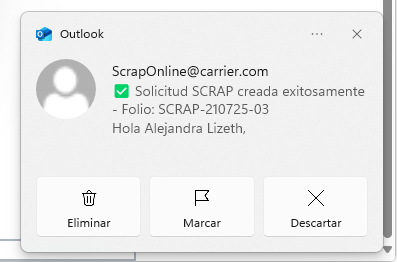 Outlook
ScrapOnline@carrier.com
✅ Solicitud SCRAP creada exitosamente
- Folio: SCRAP-210725-03
Hola Alejandra Lizeth,
Eliminar
Marcar
Descartar